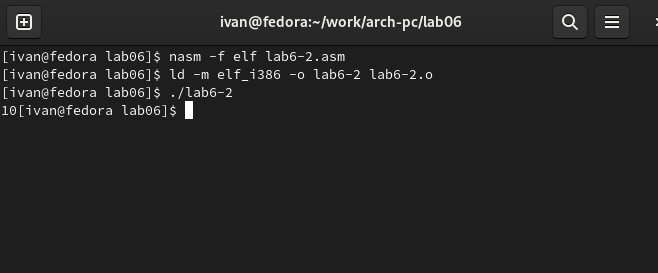 ivan@fedora:~/work/arch-pc/lab06
[ivan@fedora lab06]$ nasm -f elf lab6-2.asm
[ivan@fedora lab06]$ ld -m elf_i386 -o lab6-2 lab6-2.o
[ivan@fedora lab06]$ ./lab6-2
10[ivan@fedora lab06]$